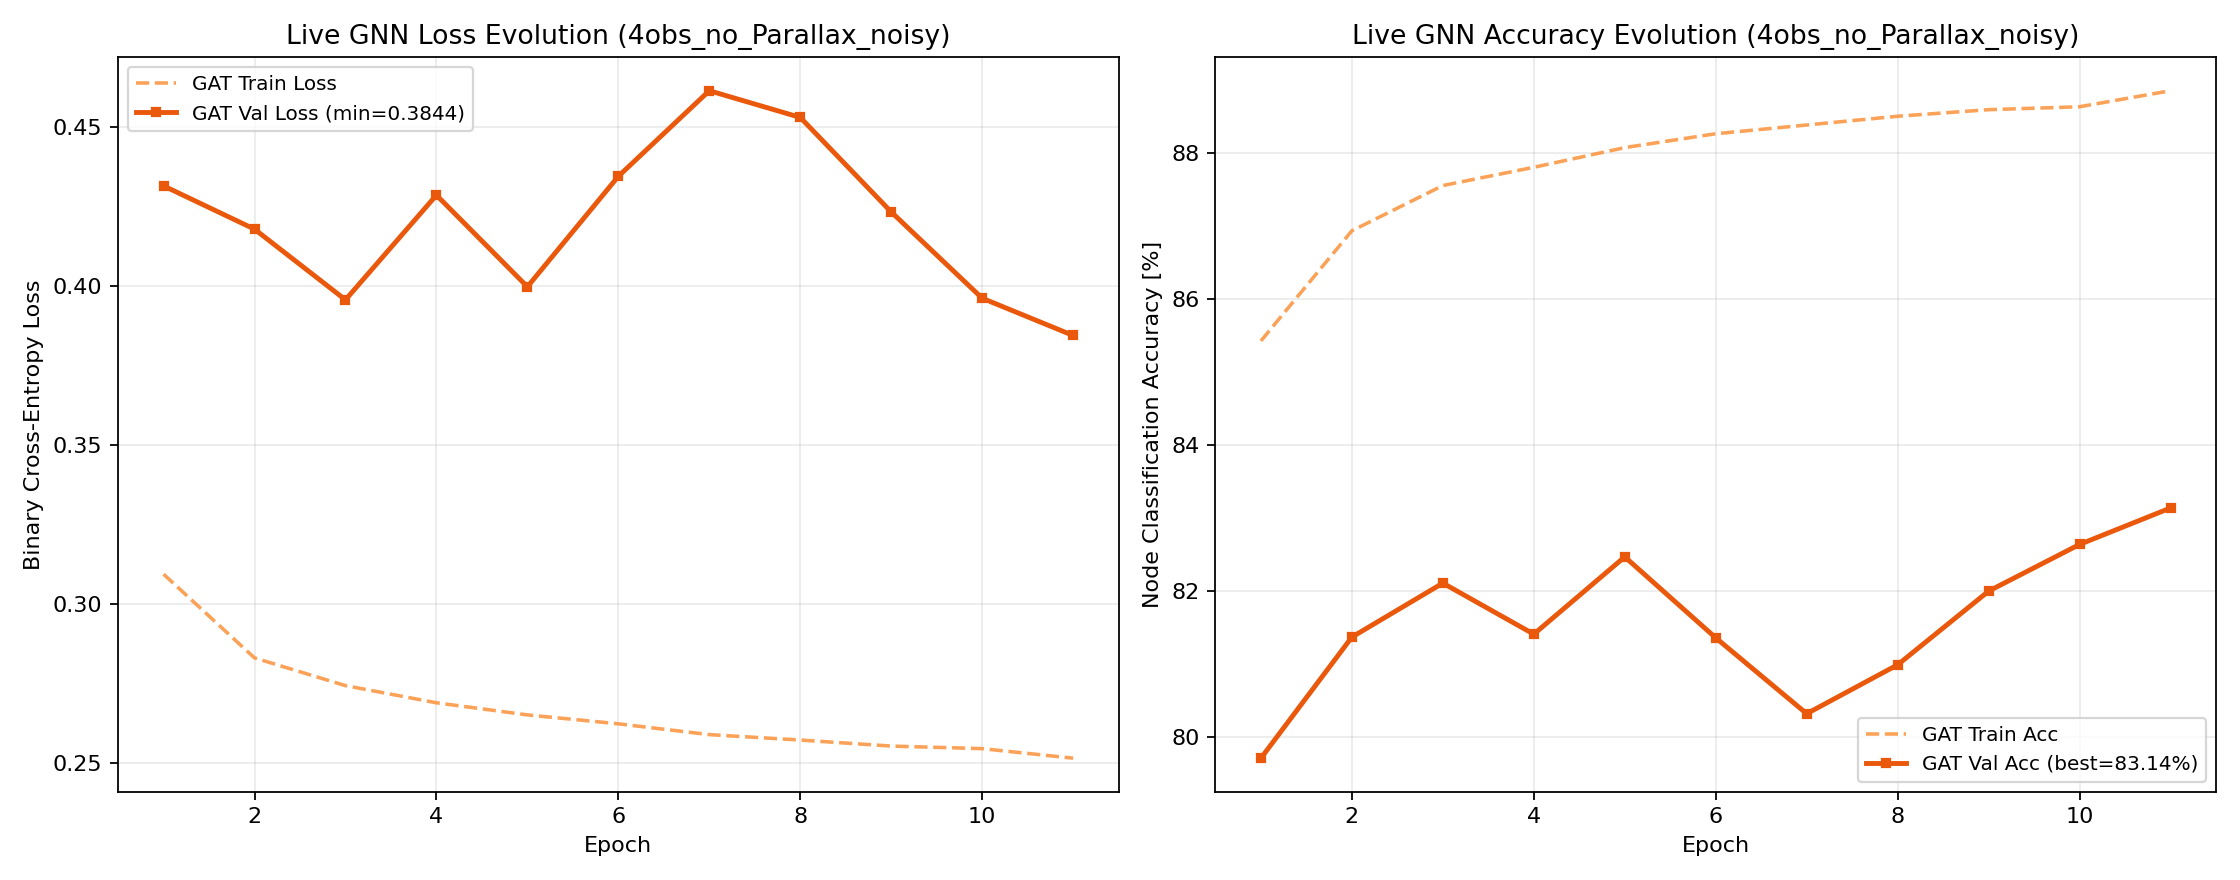 Live GNN Loss Evolution (4obs_no_Parallax_noisy)
GAT Train Loss
GAT Val Loss (min=0.3844)
Binary Cross-Entropy Loss
0.45
0.40
0.35
0.30
0.25
2
4
6
8
10
Epoch
Live GNN Accuracy Evolution (4obs_no_Parallax_noisy)
Node Classification Accuracy [%]
88
86
84
82
80
GAT Train Acc
GAT Val Acc (best=83.14%)
2
4
6
8
10
Epoch